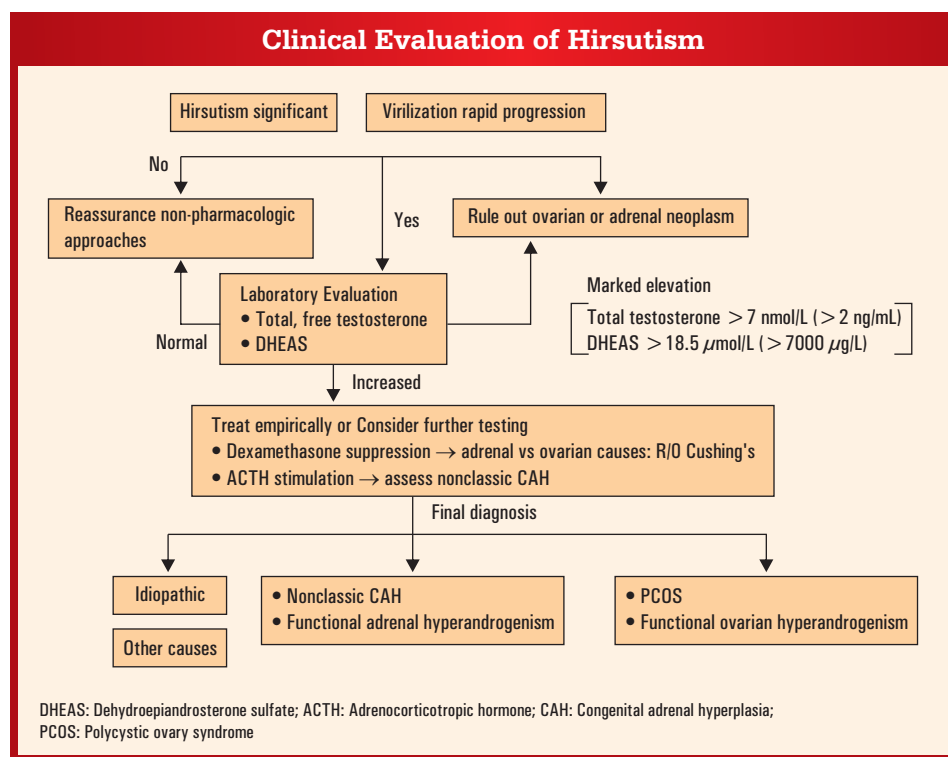 Clinical Evaluation of Hirsutism
Hirsutism significant
Virilization rapid progression
No
Yes
Reassurance non-pharmacologic
approaches
Rule out ovarian or adrenal neoplasm
Laboratory Evaluation
• Total, free testosterone
• DHEAS
Normal
Marked elevation
Total testosterone > 7 nmol/L (> 2 ng/mL)
DHEAS > 18.5 μmol/L (> 7000 μg/L)
Increased
Treat empirically or Consider further testing
• Dexamethasone suppression → adrenal vs ovarian causes: R/O Cushing's
• ACTH stimulation → assess nonclassic CAH
Final diagnosis
Idiopathic
Other causes
• Nonclassic CAH
• Functional adrenal hyperandrogenism
• PCOS
• Functional ovarian hyperandrogenism
DHEAS: Dehydroepiandrosterone sulfate; ACTH: Adrenocorticotropic hormone; CAH: Congenital adrenal hyperplasia;
PCOS: Polycystic ovary syndrome